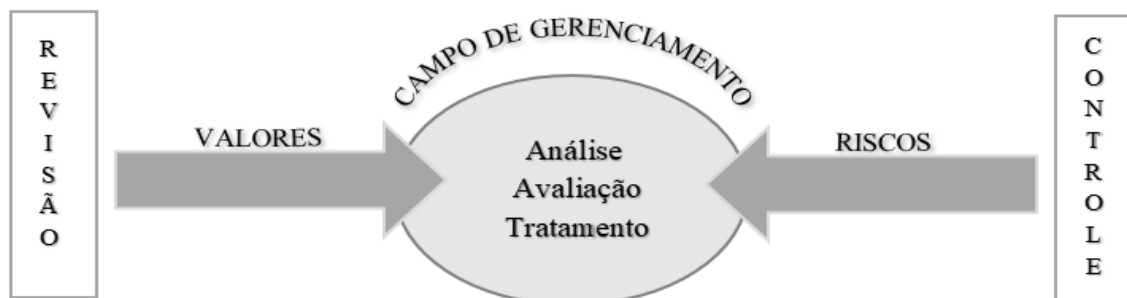 REVISÃO
CAMPO DE GERENCIAMENTO
VALORES
Análise
Avaliação
Tratamento
RISCOS
CONTROLE